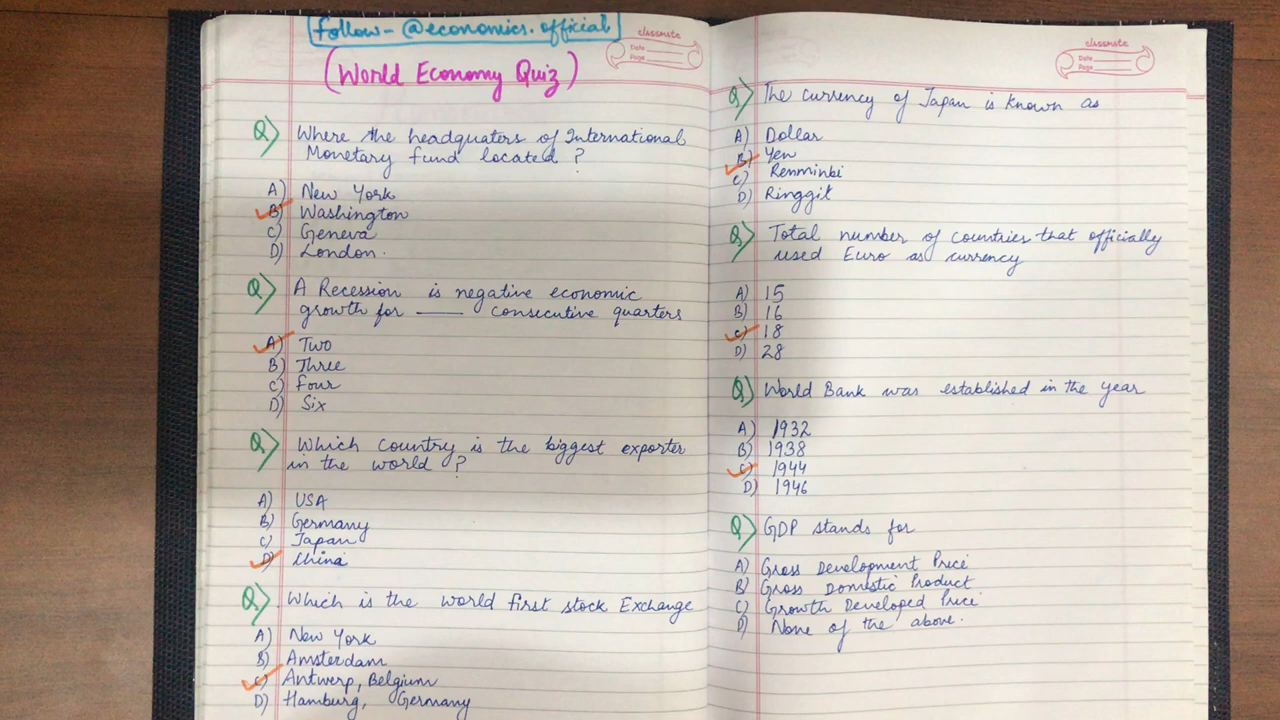 Follow - @economics.official
(World Economy Quiz)
classmate
Date
Page
Q) Where the headquaters of International
Monetary fund located ?
A) New York
B) Washington
C) Geneva
D) London.
Q) A Recession is negative economic
growth for ____ consecutive quarters
A) Two
B) Three
C) Four
D) Six
Q) Which Country is the biggest exporter
in the world ?
A) USA
B) Germany
C) Japan
D) China
Q) Which is the world first stock Exchange
A) New York
B) Amsterdam
C) Antwerp, Belgium
D) Hamburg, Germany
classmate
Date
Page
Q) The currency of Japan is known as
A) Dollar
B) Yen
C) Renminbi
D) Ringgit
Q) Total number of countries that officially
used Euro as currency
A) 15
B) 16
C) 18
D) 28
Q) World Bank was established in the year
A) 1932
B) 1938
C) 1944
D) 1946
Q) GDP stands for
A) Gross Development Price
B) Gross Domestic Product
C) Growth Developed Price
D) None of the above.